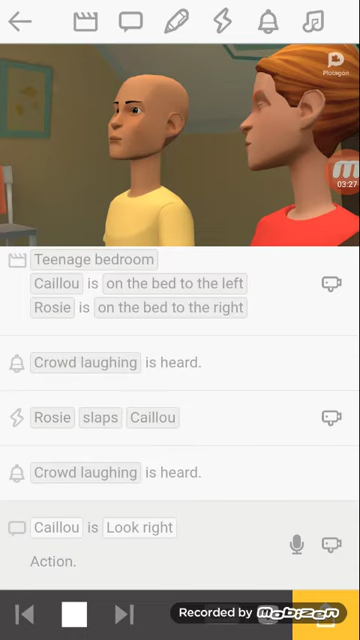 Plotagon
03:27
Teenage bedroom
Caillou is on the bed to the left
Rosie is on the bed to the right
Crowd laughing is heard.
Rosie slaps Caillou
Crowd laughing is heard.
Caillou is Look right
Action.
Recorded by Mobizen